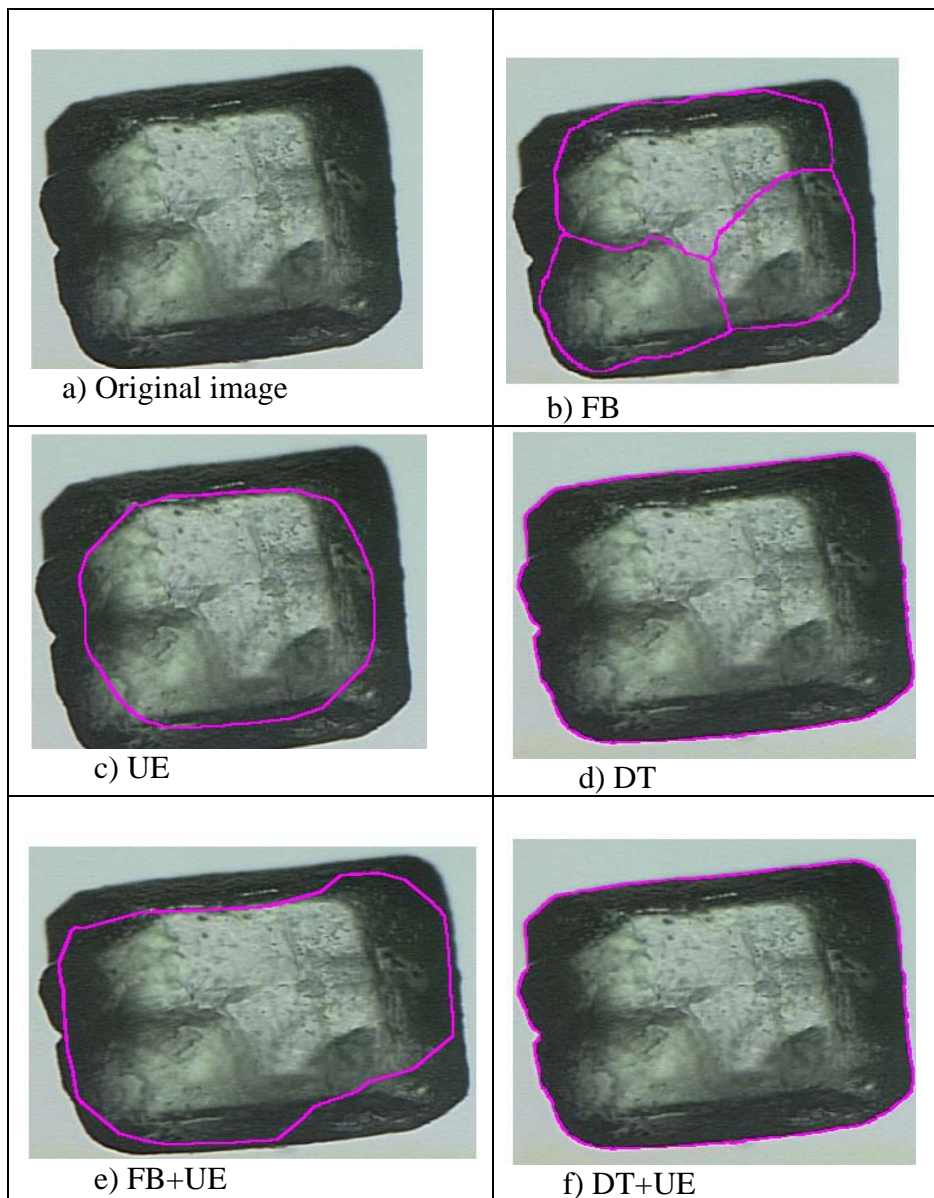 a) Original image
b) FB
c) UE
d) DT
e) FB+UE
f) DT+UE